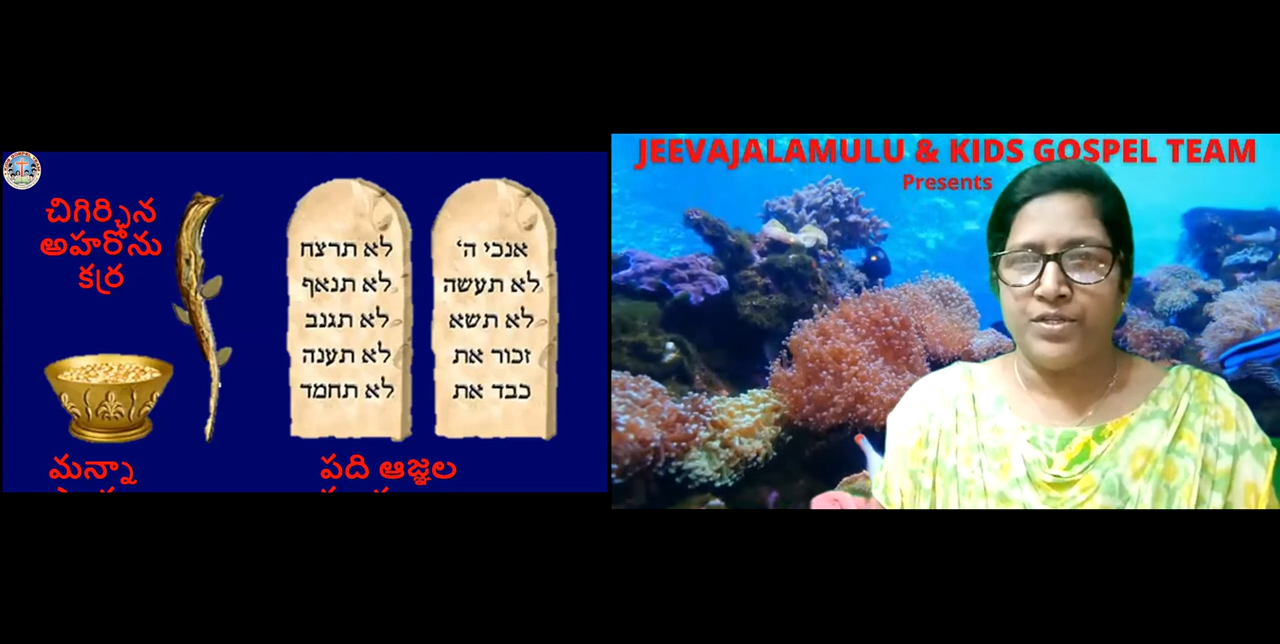 చిగిర్చిన
అహరోను
కర్ర
לא תרצח
לא תנאף
לא תגנב
לא תענה
לא תחמד
אנכי ה'
לא תעשה
לא תשא
זכור את
כבד את
మన్నా
పది ఆజ్ఞల
JEEVAJALAMULU & KIDS GOSPEL TEAM
Presents